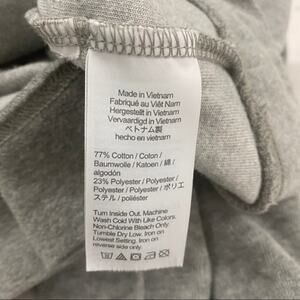 Made in Vietnam
Fabriqué au Viêt Nam
Hergestellt in Vietnam
Vervaardigd in Vietnam
ベトナム製
hecho en vietnam
77% Cotton / Coton /
Baumwolle / Katoen / 綿 /
algodón
23% Polyester / Polyester /
Polyester / Polyester / ポリエ
ステル / poliéster
Turn Inside Out. Machine
Wash Cold With Like Colors.
Non-Chlorine Bleach Only.
Tumble Dry Low. Iron on
Lowest Setting. Iron on
reverse side.